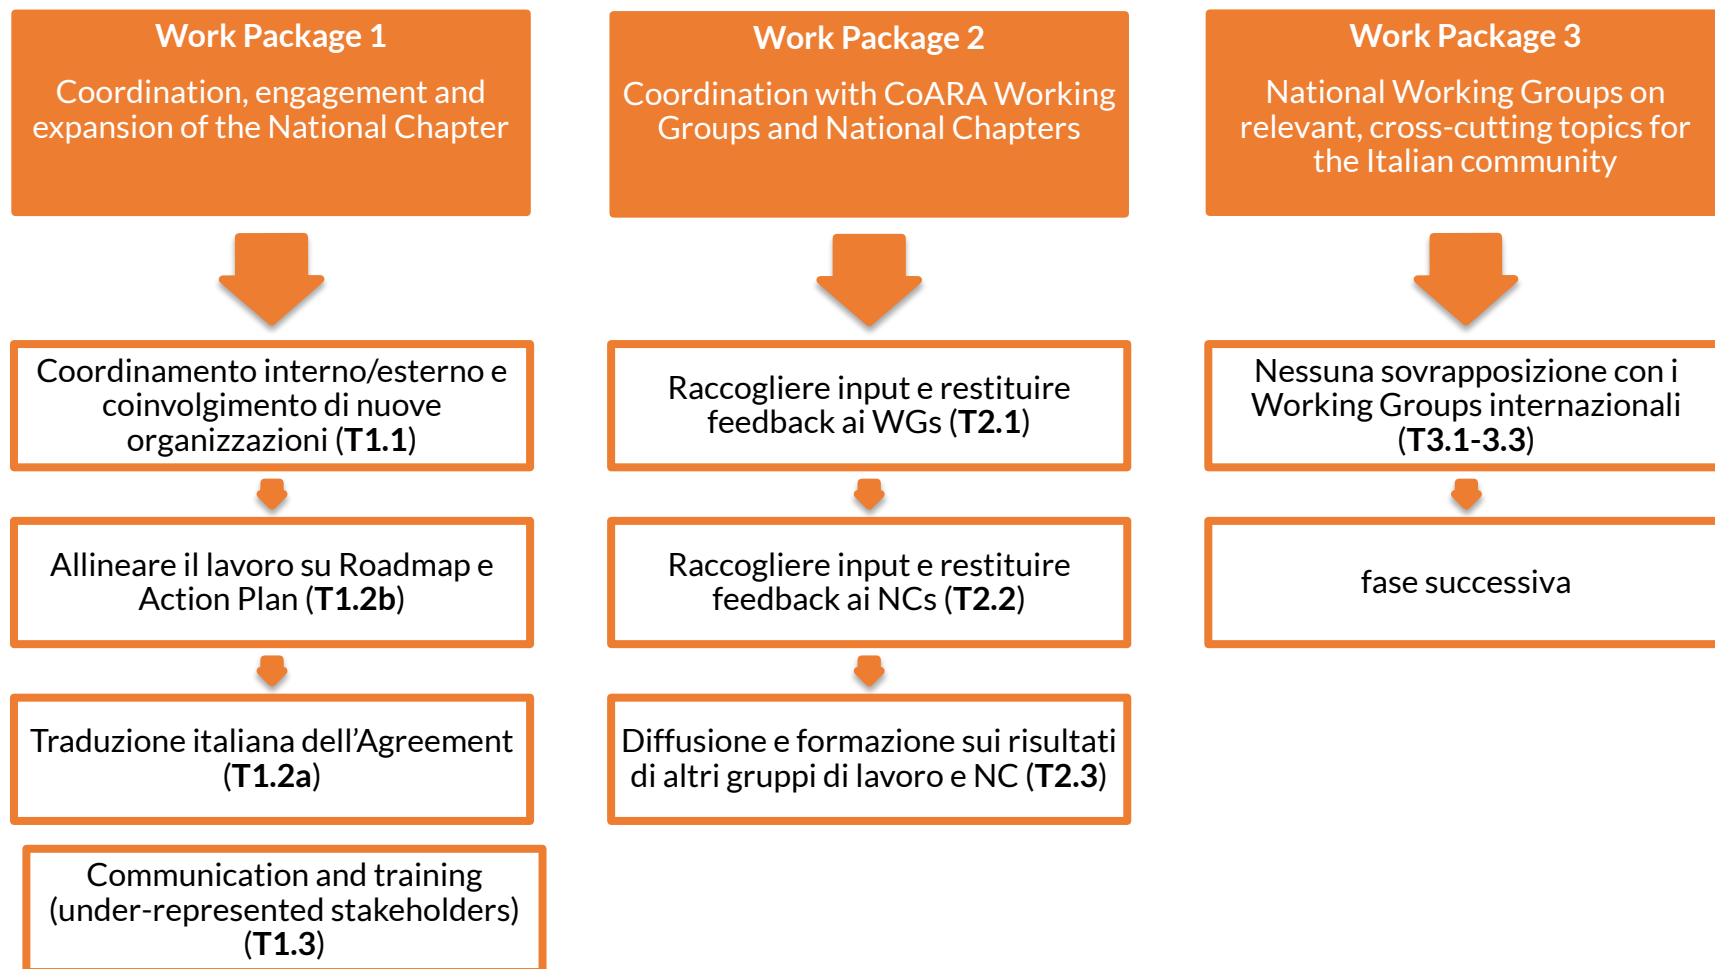 Work Package 1
Coordination, engagement and
expansion of the National Chapter
Coordinamento interno/esterno e
coinvolgimento di nuove
organizzazioni (T1.1)
Allineare il lavoro su Roadmap e
Action Plan (T1.2b)
Traduzione italiana dell’Agreement
(T1.2a)
Communication and training
(under-represented stakeholders)
(T1.3)
Work Package 2
Coordination with CoARA Working
Groups and National Chapters
Raccogliere input e restituire
feedback ai WGs (T2.1)
Raccogliere input e restituire
feedback ai NCs (T2.2)
Diffusione e formazione sui risultati
di altri gruppi di lavoro e NC (T2.3)
Work Package 3
National Working Groups on
relevant, cross-cutting topics for
the Italian community
Nessuna sovrapposizione con i
Working Groups internazionali
(T3.1-3.3)
fase successiva